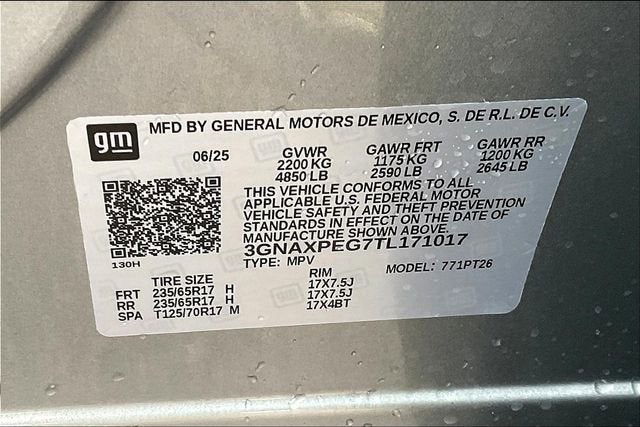 gm MFD BY GENERAL MOTORS DE MEXICO, S. DE R.L. DE C.V.
06/25 GVWR GAWR FRT GAWR RR
2200 KG 1175 KG 1200 KG
4850 LB 2590 LB 2645 LB
THIS VEHICLE CONFORMS TO ALL
APPLICABLE U.S. FEDERAL MOTOR
VEHICLE SAFETY AND THEFT PREVENTION
STANDARDS IN EFFECT ON THE DATE OF
MANUFACTURE SHOWN ABOVE.
3GNAXPEG7TL171017
130H TYPE: MPV MODEL: 771PT26
TIRE SIZE RIM
FRT 235/65R17 H 17X7.5J
RR 235/65R17 H 17X7.5J
SPA T125/70R17 M 17X4BT